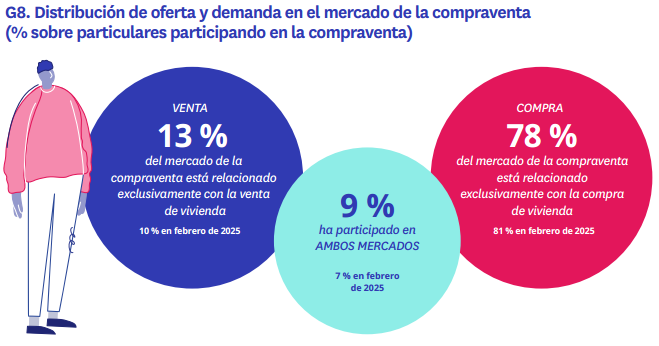 G8. Distribución de oferta y demanda en el mercado de la compraventa
(% sobre particulares participando en la compraventa)
VENTA
13 %
del mercado de la
compraventa está relacionado
exclusivamente con la venta
de vivienda
10 % en febrero de 2025
9 %
ha participado en
AMBOS MERCADOS
7 % en febrero
de 2025
COMPRA
78 %
del mercado de la compraventa
está relacionado
exclusivamente con la compra
de vivienda
81 % en febrero de 2025